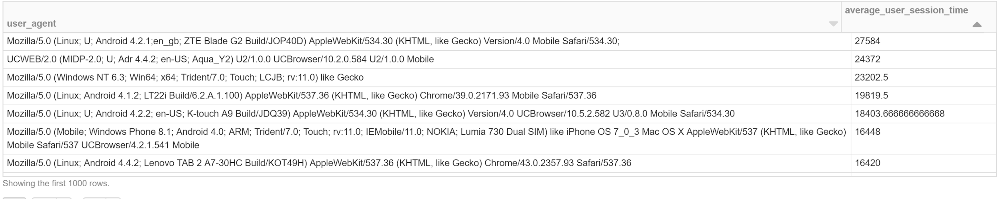 user_agent average_user_session_time
Mozilla/5.0 (Linux; U; Android 4.2.1;en_gb; ZTE Blade G2 Build/JOP40D) AppleWebKit/534.30 (KHTML, like Gecko) Version/4.0 Mobile Safari/534.30; 27584
UCWEB/2.0 (MIDP-2.0; U; Adr 4.4.2; en-US; Aqua_Y2) U2/1.0.0 UCBrowser/10.2.0.584 U2/1.0.0 Mobile 24372
Mozilla/5.0 (Windows NT 6.3; Win64; x64; Trident/7.0; Touch; LCJB; rv:11.0) like Gecko 23202.5
Mozilla/5.0 (Linux; Android 4.1.2; LT22i Build/6.2.A.1.100) AppleWebKit/537.36 (KHTML, like Gecko) Chrome/39.0.2171.93 Mobile Safari/537.36 19819.5
Mozilla/5.0 (Linux; U; Android 4.2.2; en-US; K-touch A9 Build/JDQ39) AppleWebKit/534.30 (KHTML, like Gecko) Version/4.0 UCBrowser/10.5.2.582 U3/0.8.0 Mobile Safari/534.30 18403.666666666668
Mozilla/5.0 (Mobile; Windows Phone 8.1; Android 4.0; ARM; Trident/7.0; Touch; rv:11.0; IEMobile/11.0; NOKIA; Lumia 730 Dual SIM) like iPhone OS 7_0_3 Mac OS X AppleWebKit/537 (KHTML, like Gecko) 16448
Mobile Safari/537 UCBrowser/4.2.1.541 Mobile
Mozilla/5.0 (Linux; Android 4.4.2; Lenovo TAB 2 A7-30HC Build/KOT49H) AppleWebKit/537.36 (KHTML, like Gecko) Chrome/43.0.2357.93 Safari/537.36 16420
Showing the first 1000 rows.